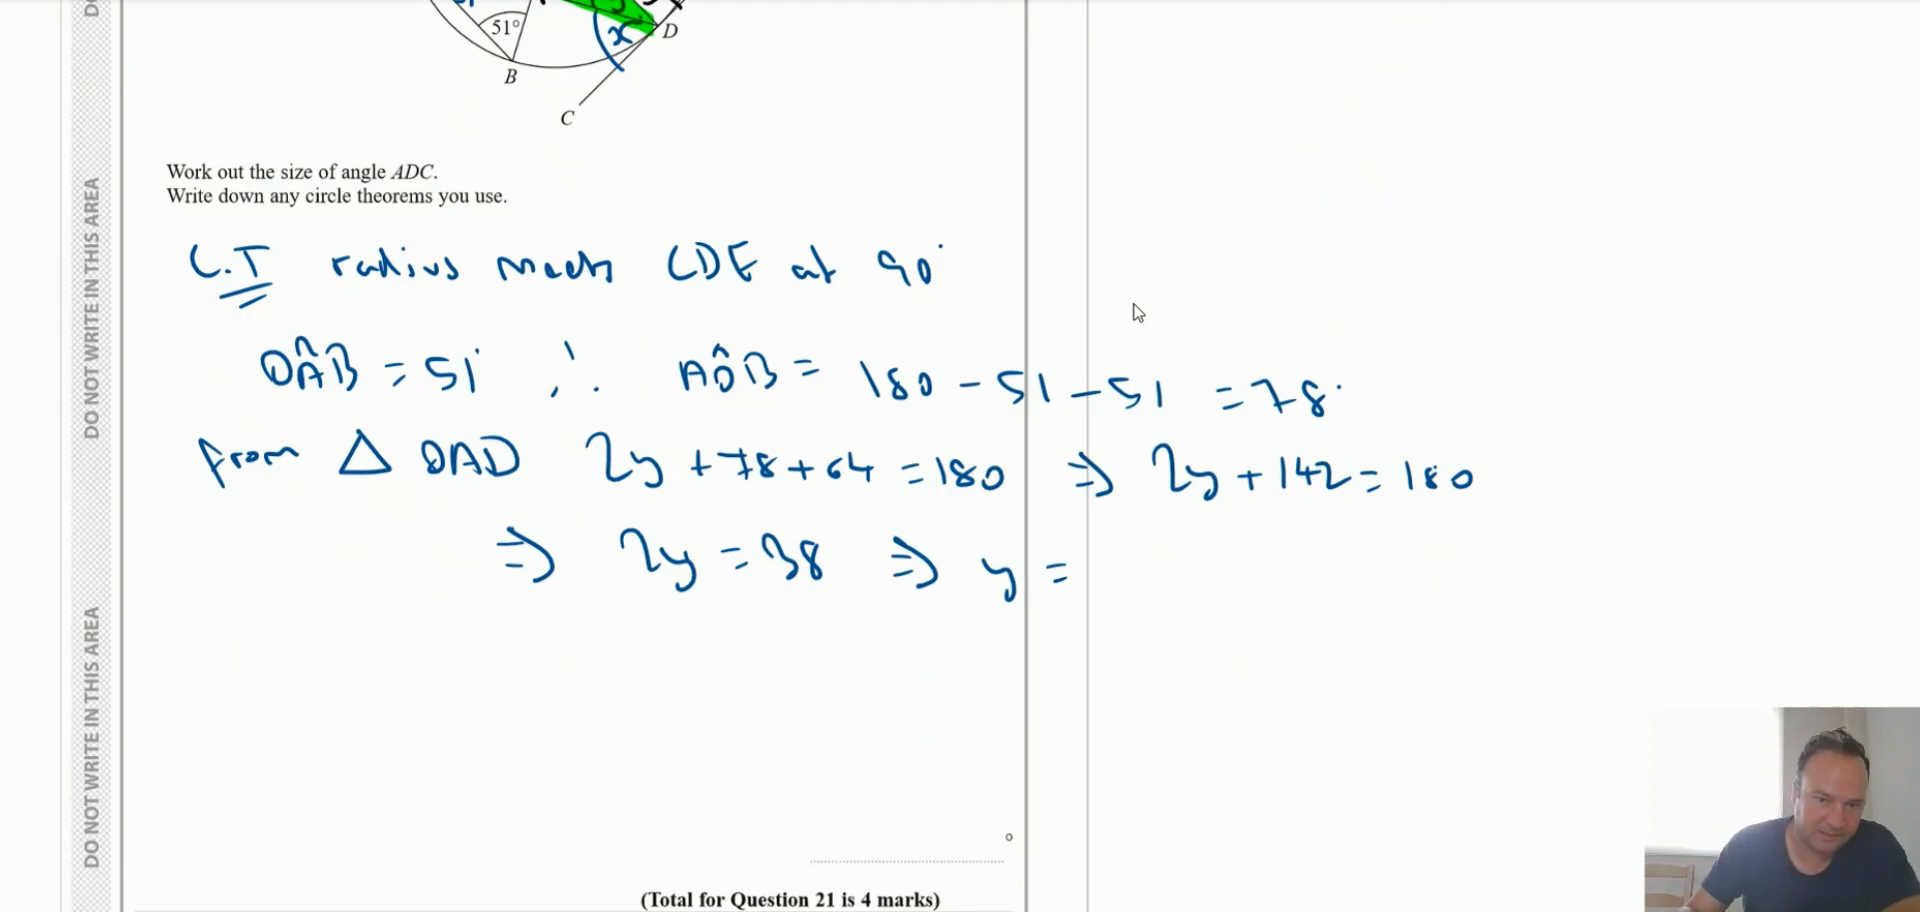 51°
x
D
B
C
Work out the size of angle ADC.
Write down any circle theorems you use.
C.T radius meets CDE at 90°
OÂB = 51° ∴ AÔB = 180 - 51 - 51 = 78°
from △ OAD 2y + 78 + 64 = 180 ⇒ 2y + 142 = 180
⇒ 2y = 38 ⇒ y =
(Total for Question 21 is 4 marks)
DO NOT WRITE IN THIS AREA
DO NOT WRITE IN THIS AREA